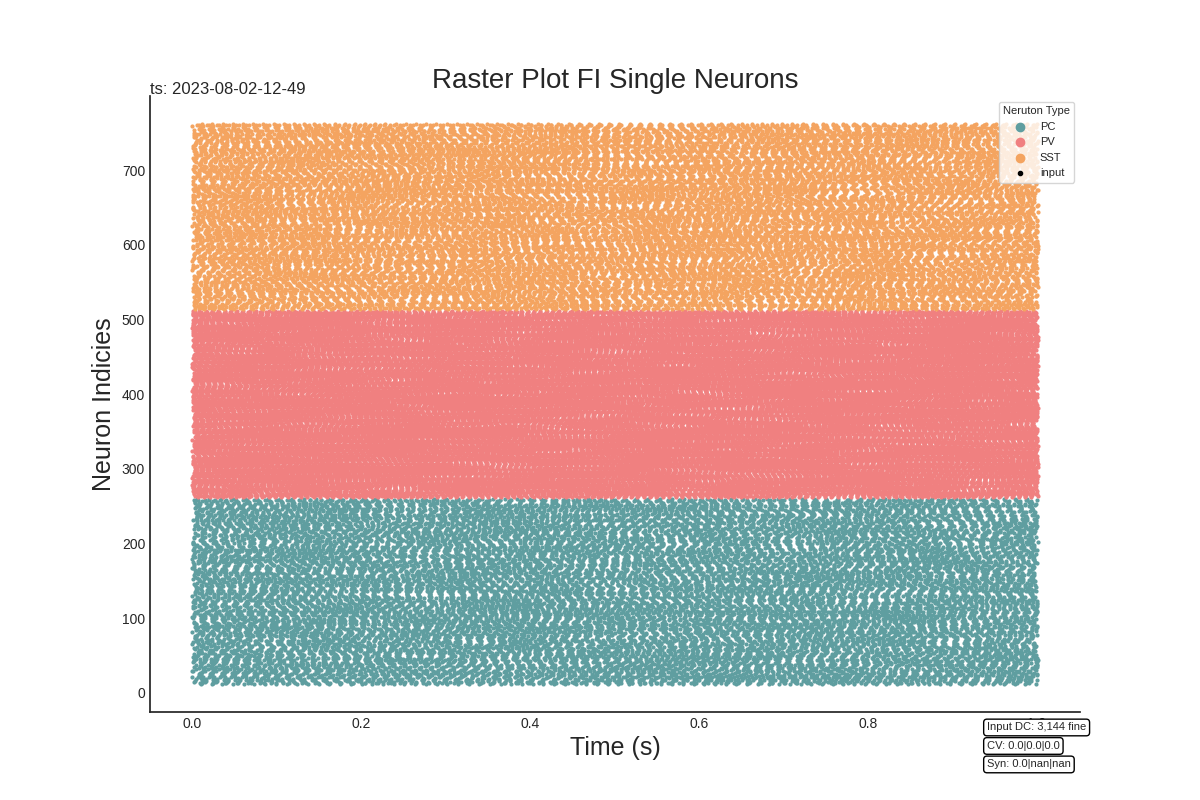 Raster Plot FI Single Neurons
ts: 2023-08-02-12-49
Neruton Type
PC
PV
SST
input
Neuron Indicies
700
600
500
400
300
200
100
0
0.0 0.2 0.4 0.6 0.8
Time (s)
Input DC: 3,144 fine
CV: 0.0|0.0|0.0
Syn: 0.0|nan|nan